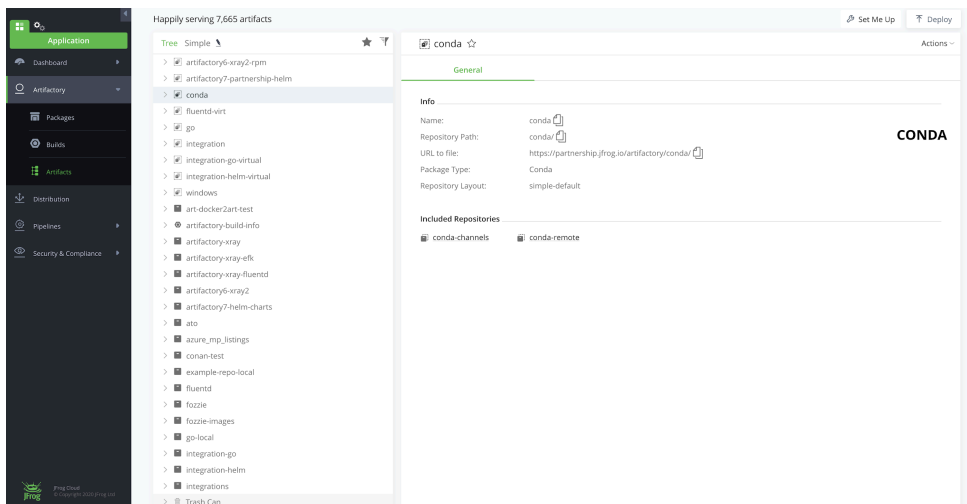 Happily serving 7,665 artifacts
Set Me Up
Deploy
Application
Dashboard
Artifactory
Packages
Builds
Artifacts
Distribution
Pipelines
Security & Compliance
JFrog
JFrog Cloud
© Copyright 2020 JFrog Ltd
Tree Simple
artifactory6-xray2-rpm
artifactory7-partnership-helm
conda
fluentd-virt
go
integration
integration-go-virtual
integration-helm-virtual
windows
art-docker2art-test
artifactory-build-info
artifactory-xray
artifactory-xray-efk
artifactory-xray-fluentd
artifactory6-xray2
artifactory7-helm-charts
ato
azure_mp_listings
conan-test
example-repo-local
fluentd
fozzie
fozzie-images
go-local
integration-go
integration-helm
integrations
Trash Can
conda
Actions
General
Info
Name: conda
Repository Path: conda/
URL to file: https://partnership.jfrog.io/artifactory/conda/
Package Type: Conda
Repository Layout: simple-default
CONDA
Included Repositories
conda-channels conda-remote